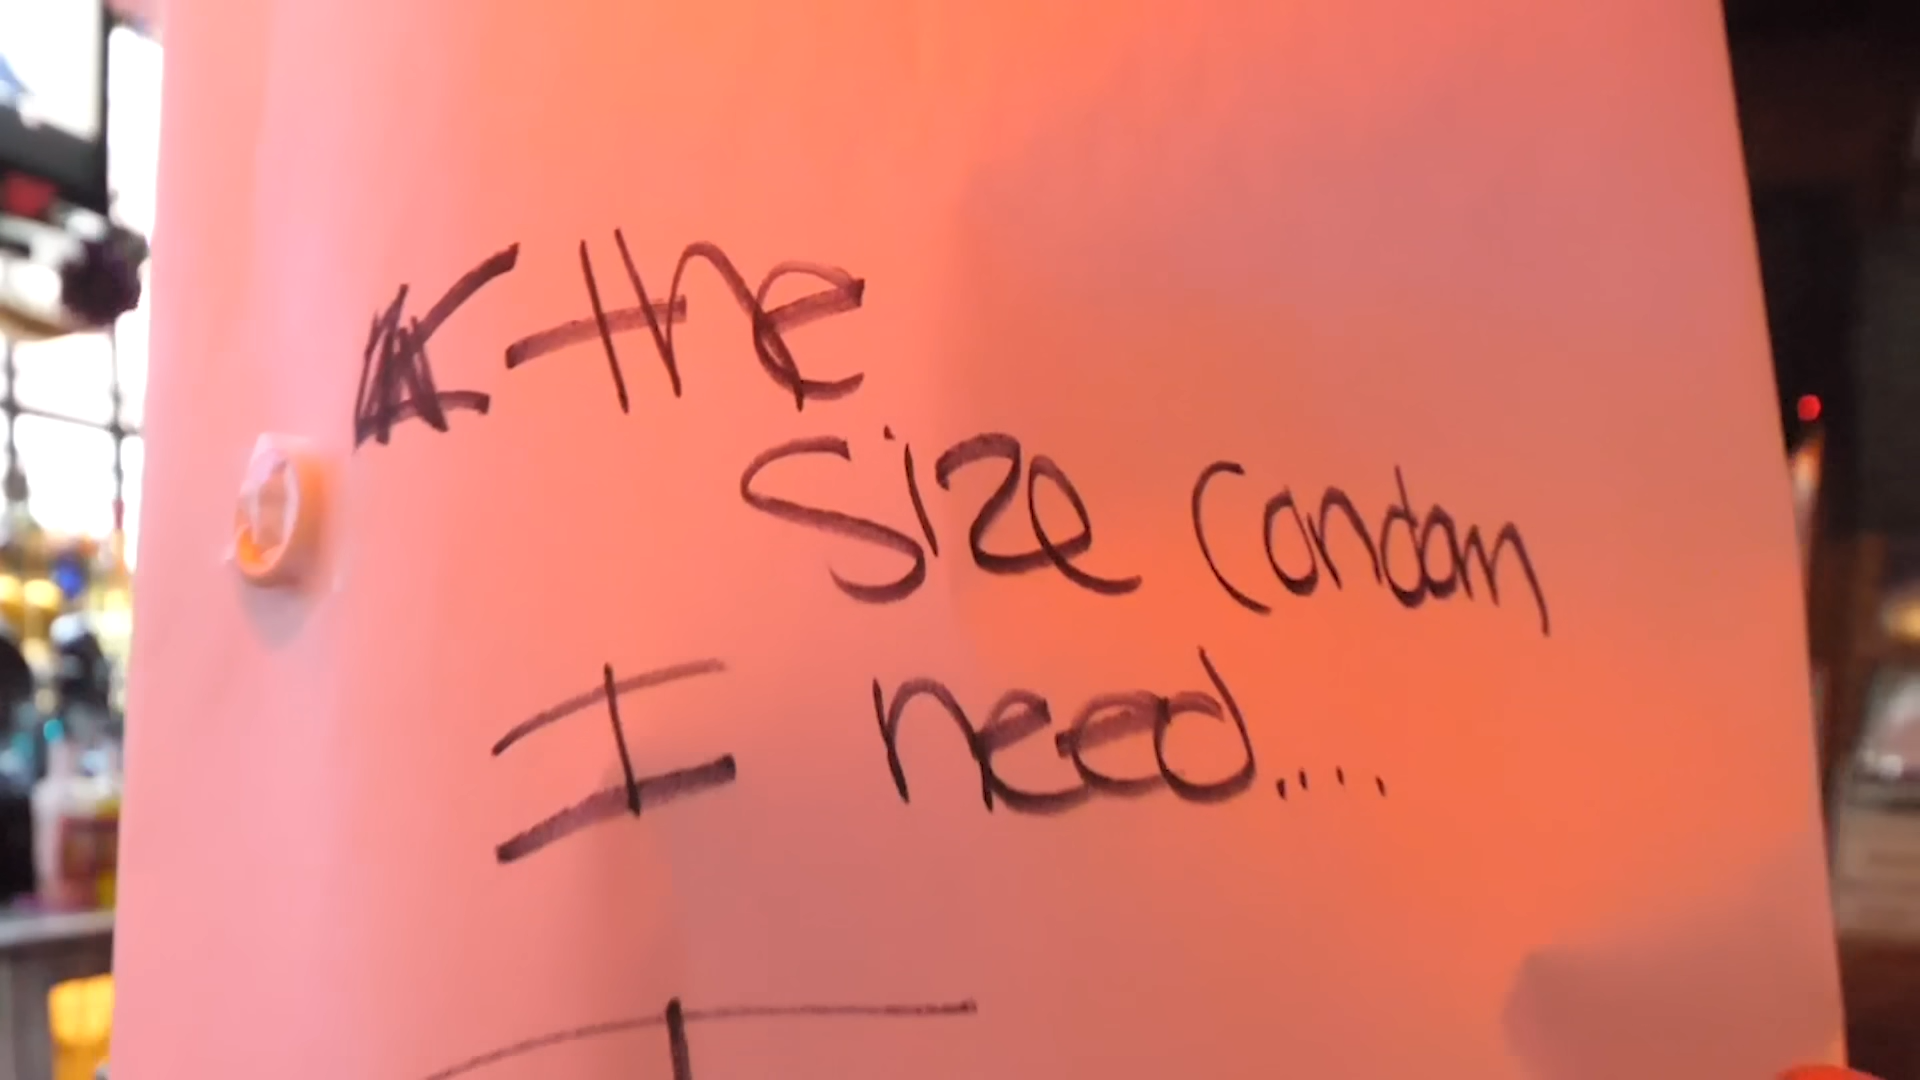 the
size condom
I need....